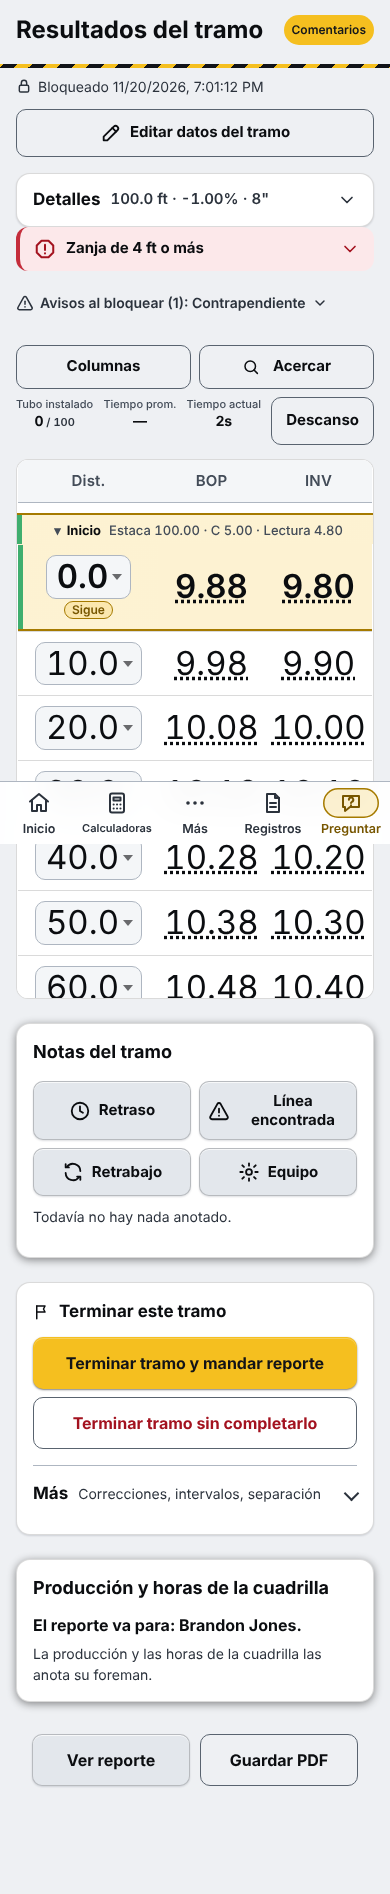 Resultados del tramo
Comentarios
Bloqueado 11/20/2026, 7:01:12 PM
Editar datos del tramo
Detalles 100.0 ft · -1.00% · 8"
Zanja de 4 ft o más
Avisos al bloquear (1): Contrapendiente
Columnas
Acercar
Tubo instalado Tiempo prom. Tiempo actual
0 / 100 — 2s
Descanso
Dist. BOP INV
▾ Inicio Estaca 100.00 · C 5.00 · Lectura 4.80
0.0 9.88 9.80
Sigue
10.0 9.98 9.90
20.0 10.08 10.00
Inicio Calculadoras Más Registros Preguntar
40.0 10.28 10.20
50.0 10.38 10.30
60.0 10.48 10.40
Notas del tramo
Retraso
Línea
encontrada
Retrabajo
Equipo
Todavía no hay nada anotado.
Terminar este tramo
Terminar tramo y mandar reporte
Terminar tramo sin completarlo
Más Correcciones, intervalos, separación
Producción y horas de la cuadrilla
El reporte va para: Brandon Jones.
La producción y las horas de la cuadrilla las
anota su foreman.
Ver reporte
Guardar PDF